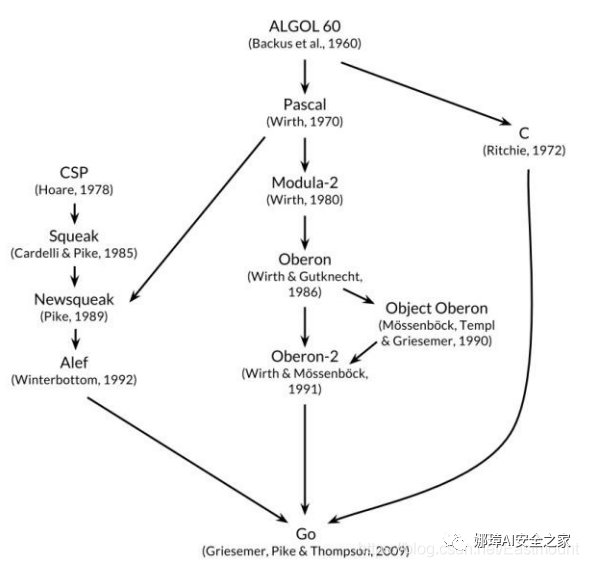 ALGOL 60
(Backus et al., 1960)
Pascal
(Wirth, 1970)
C
(Ritchie, 1972)
CSP
(Hoare, 1978)
Modula-2
(Wirth, 1980)
Squeak
(Cardelli & Pike, 1985)
Oberon
(Wirth & Gutknecht,
1986)
Newsqueak
(Pike, 1989)
Object Oberon
(Mössenböck, Templ
& Griesemer, 1990)
Alef
(Winterbottom, 1992)
Oberon-2
(Wirth & Mössenböck,
1991)
Go
(Griesemer, Pike & Thompson, 2009)
娜璋AI安全之家